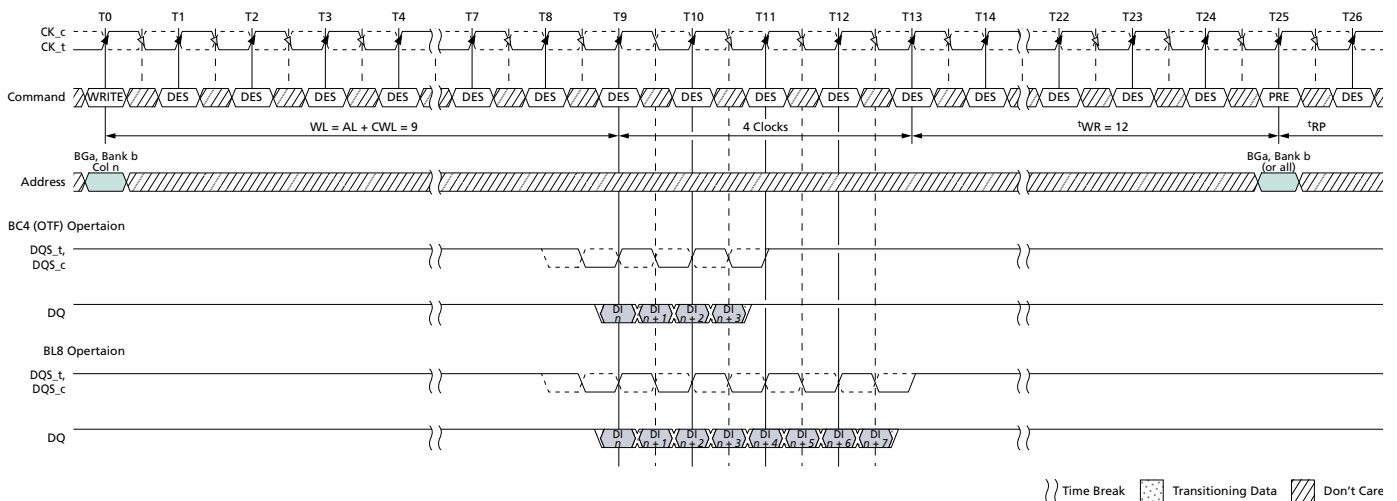 T0 T1 T2 T3 T4 T7 T8 T9 T10 T11 T12 T13 T14 T22 T23 T24 T25 T26
CK_c
CK_t
Command WRITE DES DES DES DES DES DES DES DES DES DES DES DES DES DES DES PRE DES
WL = AL + CWL = 9 4 Clocks tWR = 12 tRP
BGa, Bank b
Col n
BGa, Bank b
(or all)
Address
BC4 (OTF) Opertaion
DQS_t,
DQS_c
DQ DI n DI n + 1 DI n + 2 DI n + 3
BL8 Opertaion
DQS_t,
DQS_c
DQ DI n DI n + 1 DI n + 2 DI n + 3 DI n + 4 DI n + 5 DI n + 6 DI n + 7
Time Break Transitioning Data Don't Care